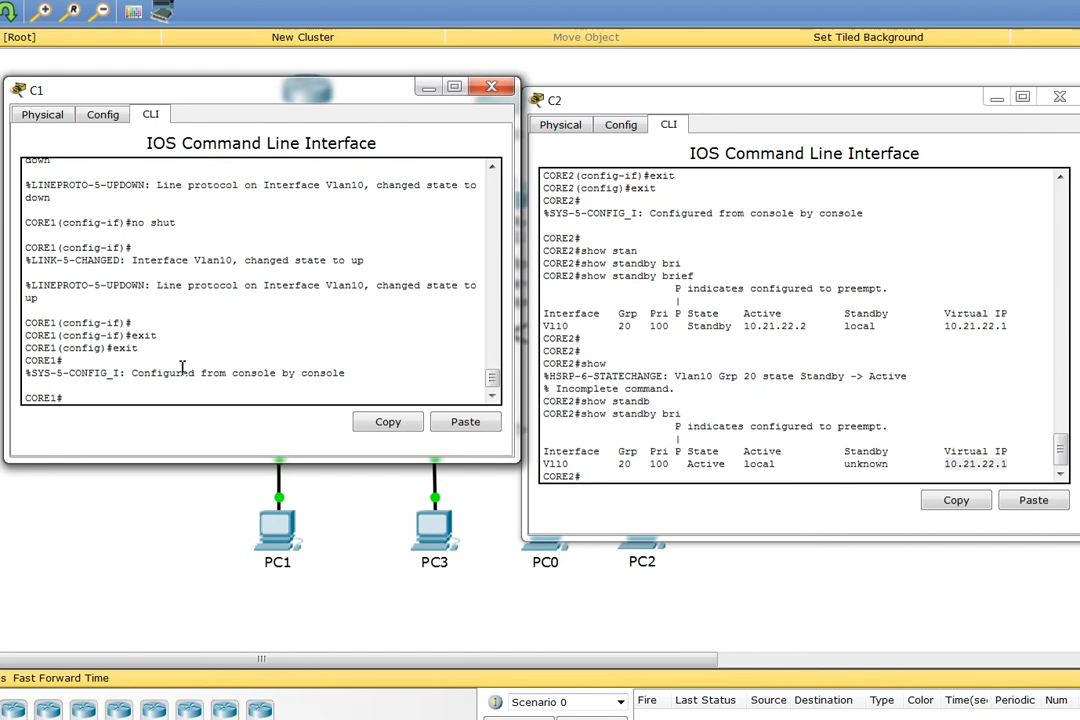 [Root]
New Cluster
Move Object
Set Tiled Background
C1
Physical
Config
CLI
IOS Command Line Interface
down
%LINEPROTO-5-UPDOWN: Line protocol on Interface Vlan10, changed state to
down
CORE1(config-if)#no shut
CORE1(config-if)#
%LINK-5-CHANGED: Interface Vlan10, changed state to up
%LINEPROTO-5-UPDOWN: Line protocol on Interface Vlan10, changed state to
up
CORE1(config-if)#
CORE1(config-if)#exit
CORE1(config)#exit
CORE1#
%SYS-5-CONFIG_I: Configured from console by console
CORE1#
Copy
Paste
C2
Physical
Config
CLI
IOS Command Line Interface
CORE2(config-if)#exit
CORE2(config)#exit
CORE2#
%SYS-5-CONFIG_I: Configured from console by console
CORE2#
CORE2#show stan
CORE2#show standby bri
CORE2#show standby brief
P indicates configured to preempt.
|
Interface Grp Pri P State Active Standby Virtual IP
Vl10 20 100 Standby 10.21.22.2 local 10.21.22.1
CORE2#
CORE2#
CORE2#show
%HSRP-6-STATECHANGE: Vlan10 Grp 20 state Standby -> Active
% Incomplete command.
CORE2#show standb
CORE2#show standby bri
P indicates configured to preempt.
|
Interface Grp Pri P State Active Standby Virtual IP
Vl10 20 100 Active local unknown 10.21.22.1
CORE2#
Copy
Paste
PC1
PC3
PC0
PC2
s Fast Forward Time
Scenario 0
Fire Last Status Source Destination Type Color Time(sec Periodic Num